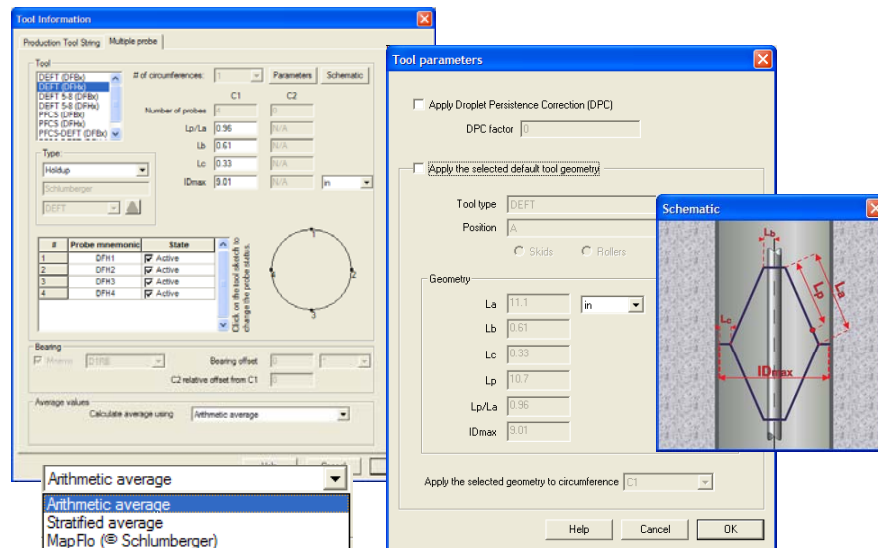 Tool Information
Production Tool String Multiple probe
Tool
DEFT (DFBx)
DEFT (DFHx)
DEFT 5-8 (DFBx)
DEFT 5-8 (DFHx)
PFCS (DFBx)
PFCS (DFHx)
PFCS-DEFT (DFBx)
# of circumferences: 1 Parameters Schematic
C1 C2
Number of probes 4
Lp/La 0.96 N/A
Lb 0.61 N/A
Lc 0.33 N/A
IDmax 9.01 N/A in
Type:
Holdup
Schlumberger
DEFT
# Probe mnemonic State
1 DFH1 Active
2 DFH2 Active
3 DFH3 Active
4 DFH4 Active
Click on the tool sketch to
change the probe status.
1
2
3
4
Bearing
Mnemo D1RB Bearing offset 0 °
C2 relative offset from C1 0
Average values
Calculate average using Arithmetic average
Arithmetic average
Arithmetic average
Stratified average
MapFlo (© Schlumberger)
Tool parameters
Apply Droplet Persistence Correction (DPC)
DPC factor 0
Apply the selected default tool geometry
Tool type DEFT
Position A
Skids Rollers
Geometry
La 11.1 in
Lb 0.61
Lc 0.33
Lp 10.7
Lp/La 0.96
IDmax 9.01
Apply the selected geometry to circumference C1
Help Cancel OK
Schematic
Lb
Lp
La
Lc
IDmax